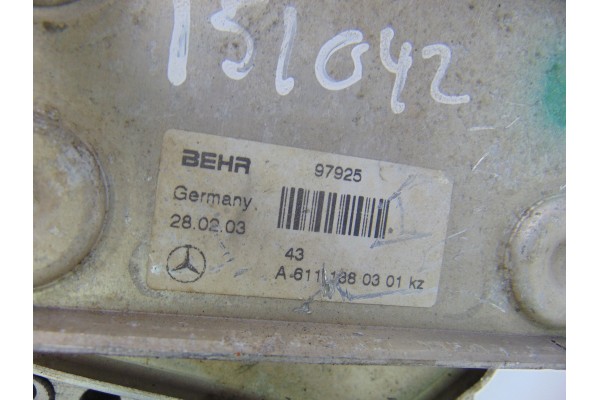 151042
BEHR 97925
Germany
28.02.03
43
A-611 188 03 01 kz